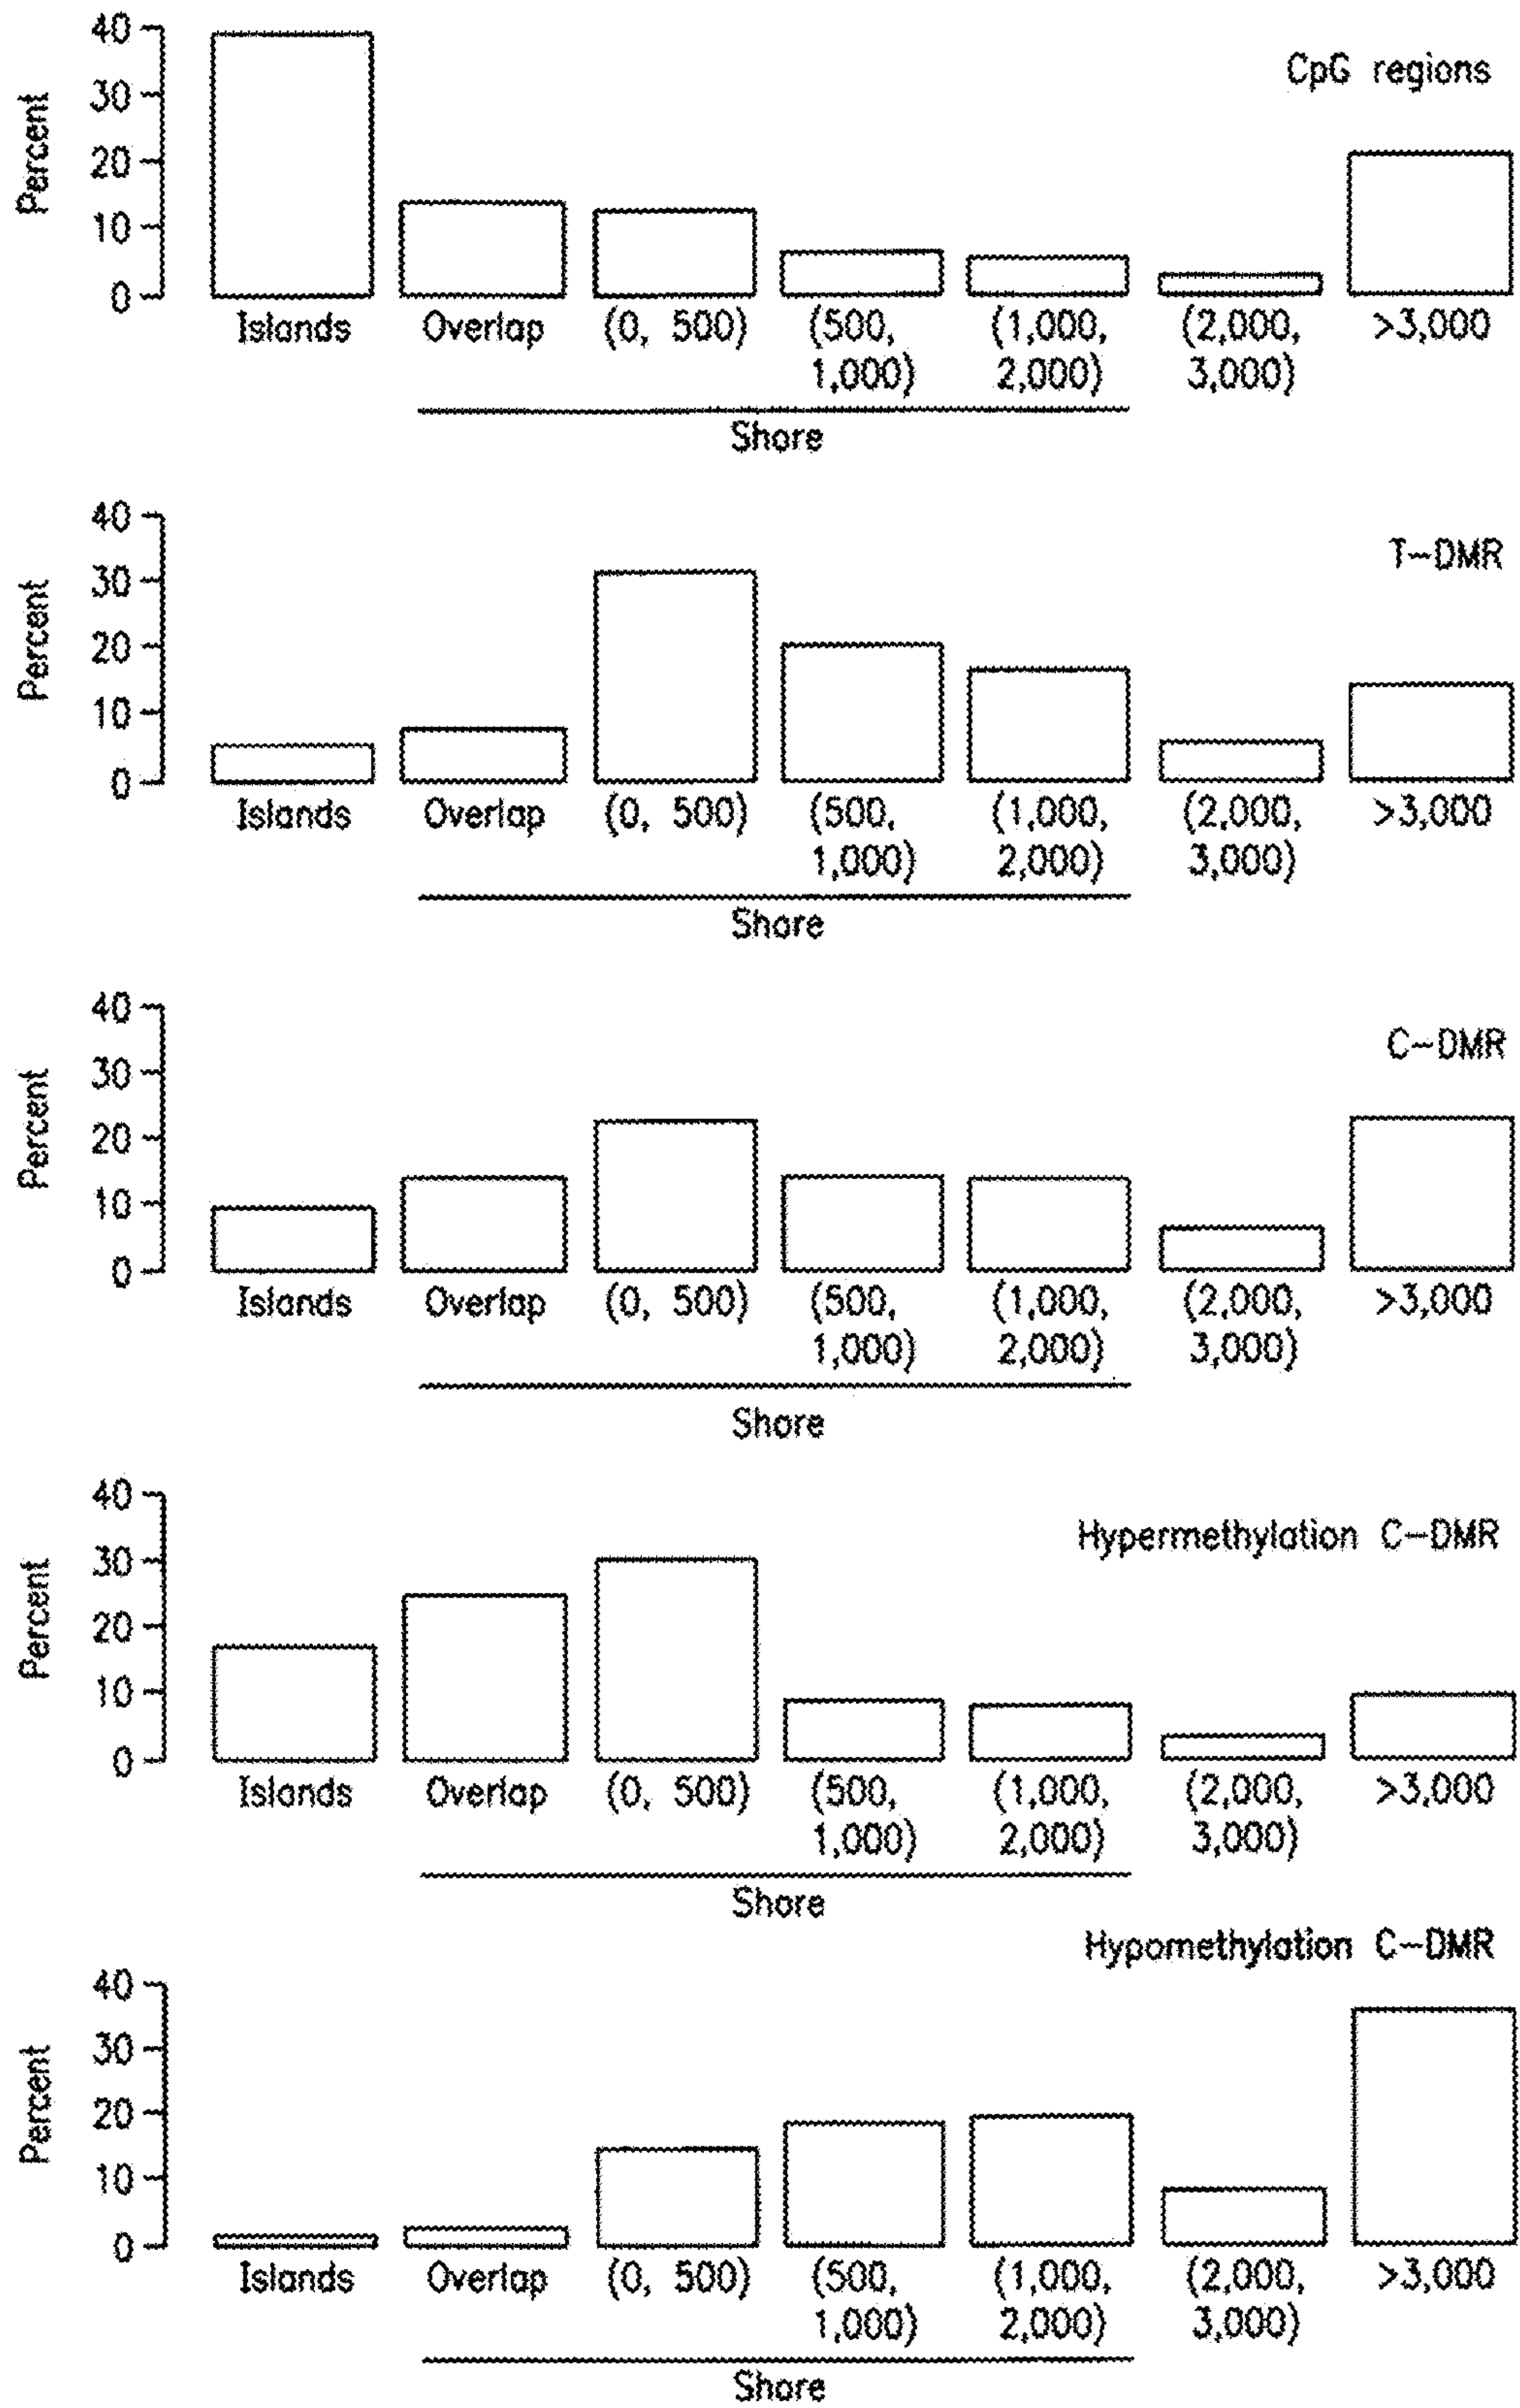 CpG regions
Percent
40
30
20
10
0
Islands Overlap (0, 500) (500, (1,000, (2,000, >3,000
1,000) 2,000) 3,000)
Shore
T-DMR
Percent
40
30
20
10
0
Islands Overlap (0, 500) (500, (1,000, (2,000, >3,000
1,000) 2,000) 3,000)
Shore
C-DMR
Percent
40
30
20
10
0
Islands Overlap (0, 500) (500, (1,000, (2,000, >3,000
1,000) 2,000) 3,000)
Shore
Hypermethylation C-DMR
Percent
40
30
20
10
0
Islands Overlap (0, 500) (500, (1,000, (2,000, >3,000
1,000) 2,000) 3,000)
Shore
Hypomethylation C-DMR
Percent
40
30
20
10
0
Islands Overlap (0, 500) (500, (1,000, (2,000, >3,000
1,000) 2,000) 3,000)
Shore